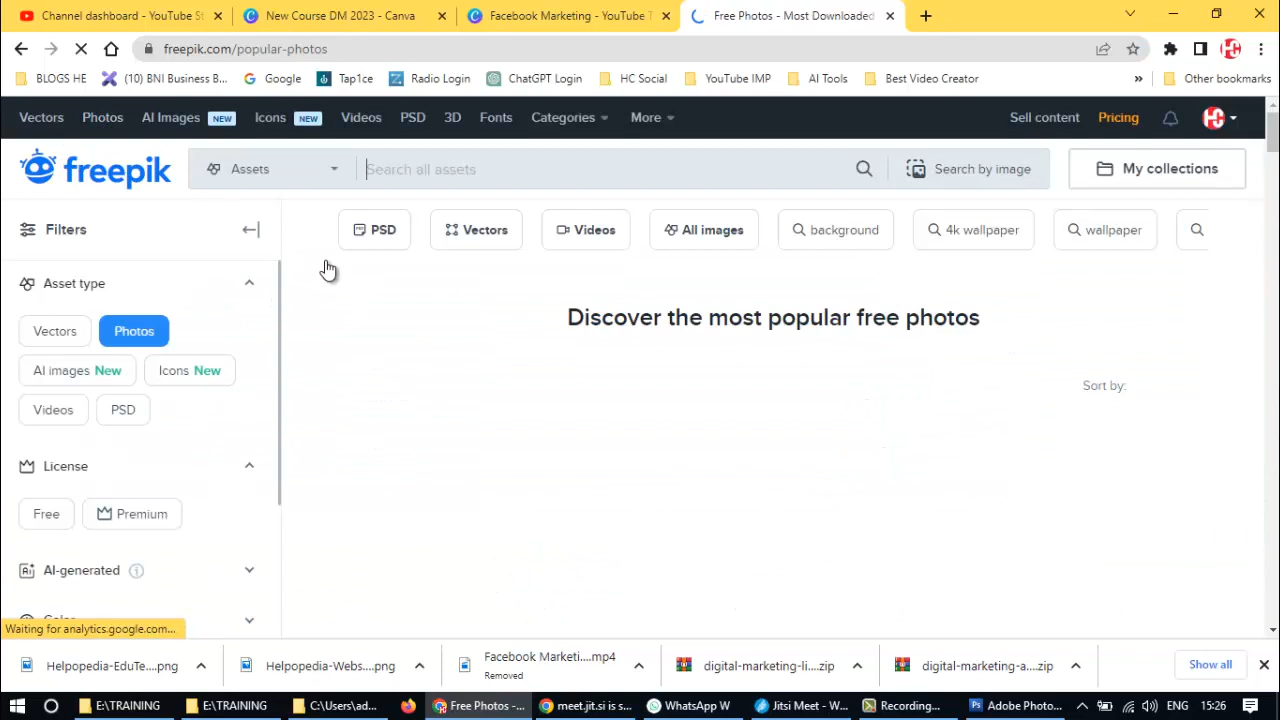 Channel dashboard - YouTube St
New Course DM 2023 - Canva
Facebook Marketing - YouTube T
Free Photos - Most Downloaded
freepik.com/popular-photos
BLOGS HE
(10) BNI Business B...
Google
Tap1ce
Radio Login
ChatGPT Login
HC Social
YouTube IMP
AI Tools
Best Video Creator
»
Other bookmarks
Vectors
Photos
AI Images NEW
Icons NEW
Videos
PSD
3D
Fonts
Categories
More
Sell content
Pricing
freepik
Assets
Search all assets
Search by image
My collections
Filters
PSD
Vectors
Videos
All images
background
4k wallpaper
wallpaper
Asset type
Discover the most popular free photos
Vectors
Photos
AI images New
Icons New
Sort by:
Videos
PSD
License
Free
Premium
AI-generated
Waiting for analytics.google.com...
Helpopedia-EduTe....png
Helpopedia-Webs....png
Facebook Marketi....mp4
Removed
digital-marketing-li....zip
digital-marketing-a....zip
Show all
E:\TRAINING
E:\TRAINING
C:\Users\ad...
Free Photos -...
meet.jit.si is s...
WhatsApp W
Jitsi Meet - W...
Recording...
Adobe Photo...
ENG
15:26